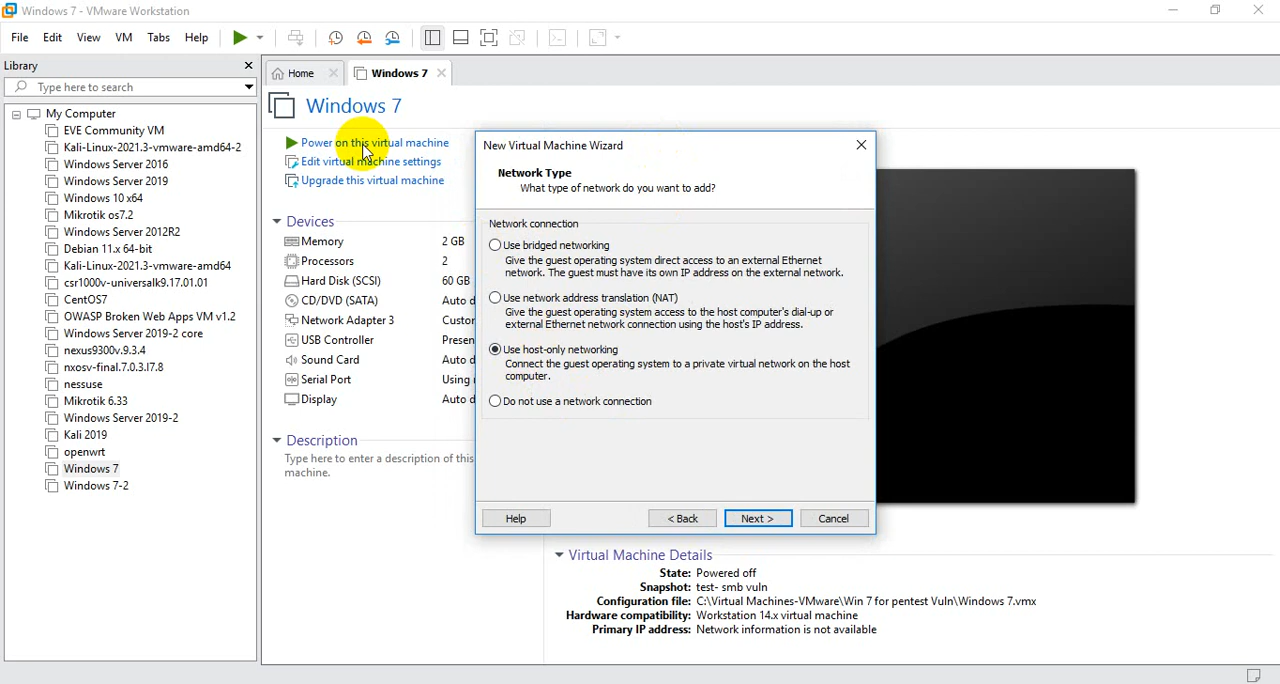 Windows 7 - VMware Workstation
File Edit View VM Tabs Help
Library
Type here to search
My Computer
EVE Community VM
Kali-Linux-2021.3-vmware-amd64-2
Windows Server 2016
Windows Server 2019
Windows 10 x64
Mikrotik os7.2
Windows Server 2012R2
Debian 11.x 64-bit
Kali-Linux-2021.3-vmware-amd64
csr1000v-universalk9.17.01.01
CentOS7
OWASP Broken Web Apps VM v1.2
Windows Server 2019-2 core
nexus9300v.9.3.4
nxosv-final.7.0.3.I7.8
nessuse
Mikrotik 6.33
Windows Server 2019-2
Kali 2019
openwrt
Windows 7
Windows 7-2
Home
Windows 7
Windows 7
Power on this virtual machine
Edit virtual machine settings
Upgrade this virtual machine
Devices
Memory 2 GB
Processors 2
Hard Disk (SCSI) 60 GB
CD/DVD (SATA) Auto d
Network Adapter 3 Custor
USB Controller Presen
Sound Card Auto d
Serial Port Using
Display Auto d
Description
Type here to enter a description of this
machine.
New Virtual Machine Wizard
Network Type
What type of network do you want to add?
Network connection
Use bridged networking
Give the guest operating system direct access to an external Ethernet
network. The guest must have its own IP address on the external network.
Use network address translation (NAT)
Give the guest operating system access to the host computer's dial-up or
external Ethernet network connection using the host's IP address.
Use host-only networking
Connect the guest operating system to a private virtual network on the host
computer.
Do not use a network connection
Help < Back Next > Cancel
Virtual Machine Details
State: Powered off
Snapshot: test- smb vuln
Configuration file: C:\Virtual Machines-VMware\Win 7 for pentest Vuln\Windows 7.vmx
Hardware compatibility: Workstation 14.x virtual machine
Primary IP address: Network information is not available